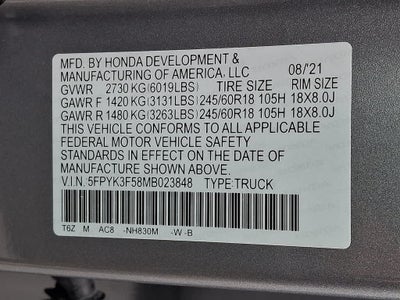 MFD. BY HONDA DEVELOPMENT &
MANUFACTURING OF AMERICA, LLC 08/'21
GVWR 2730 KG (6019LBS) TIRE SIZE RIM SIZE
GAWR F 1420 KG (3131LBS) 245/60R18 105H 18X8.0J
GAWR R 1480 KG (3263LBS) 245/60R18 105H 18X8.0J
THIS VEHICLE CONFORMS TO ALL APPLICABLE
FEDERAL MOTOR VEHICLE SAFETY
STANDARDS IN EFFECT ON THE DATE OF
MANUFACTURE SHOWN ABOVE.
V.I.N. 5FPYK3F58MB023848 TYPE:TRUCK
T6Z M AC8 -NH830M -W-B